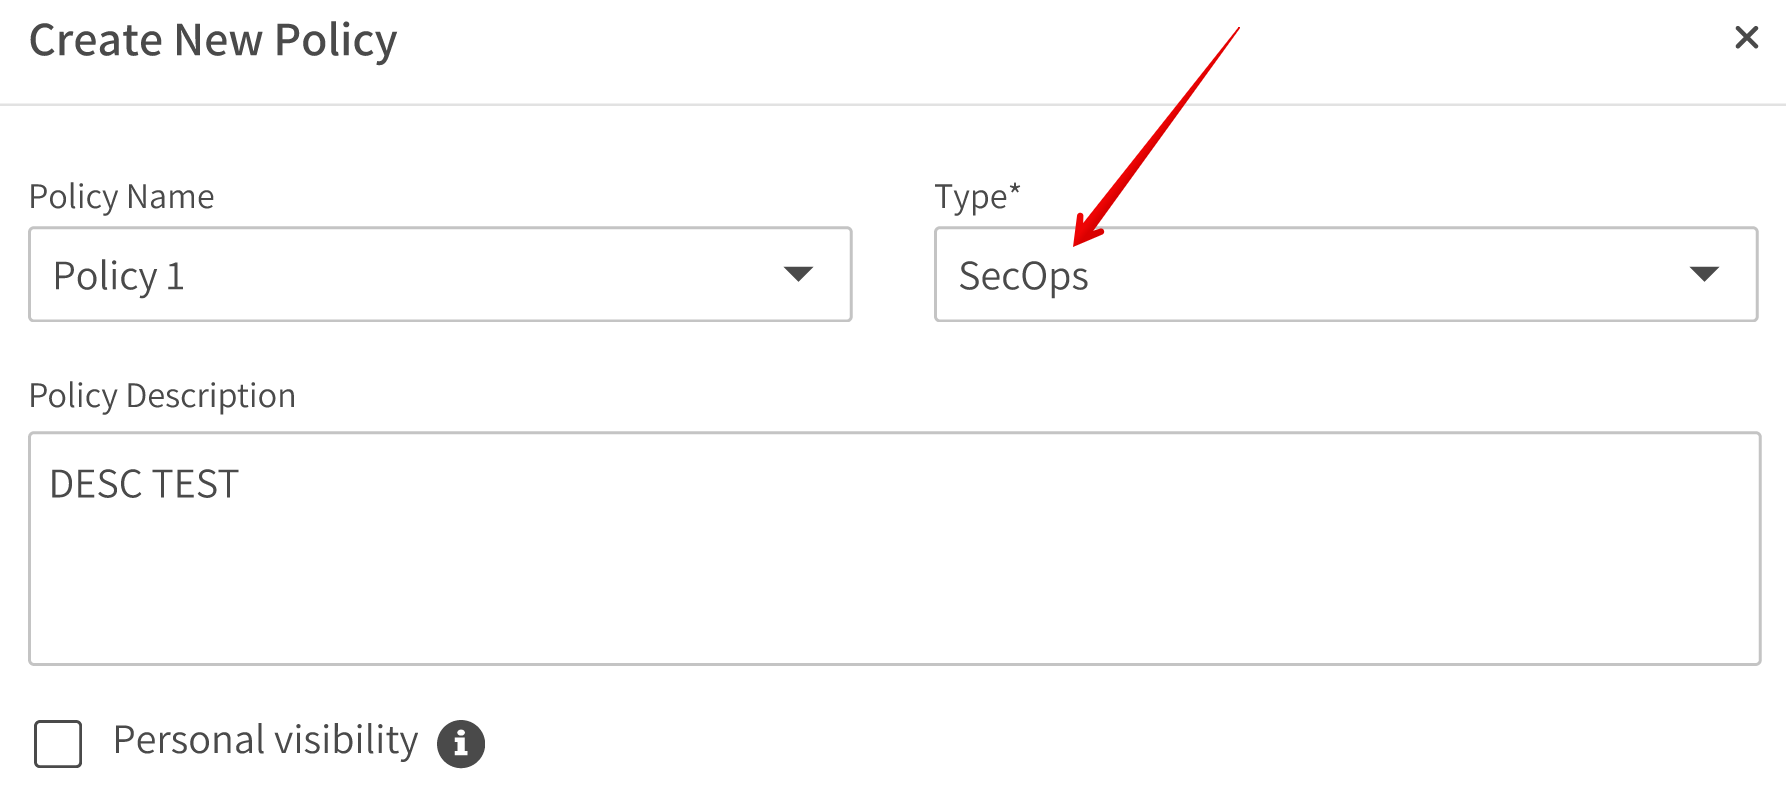 Create New Policy
Policy Name
Type*
Policy 1
SecOps
Policy Description
DESC TEST
Personal visibility